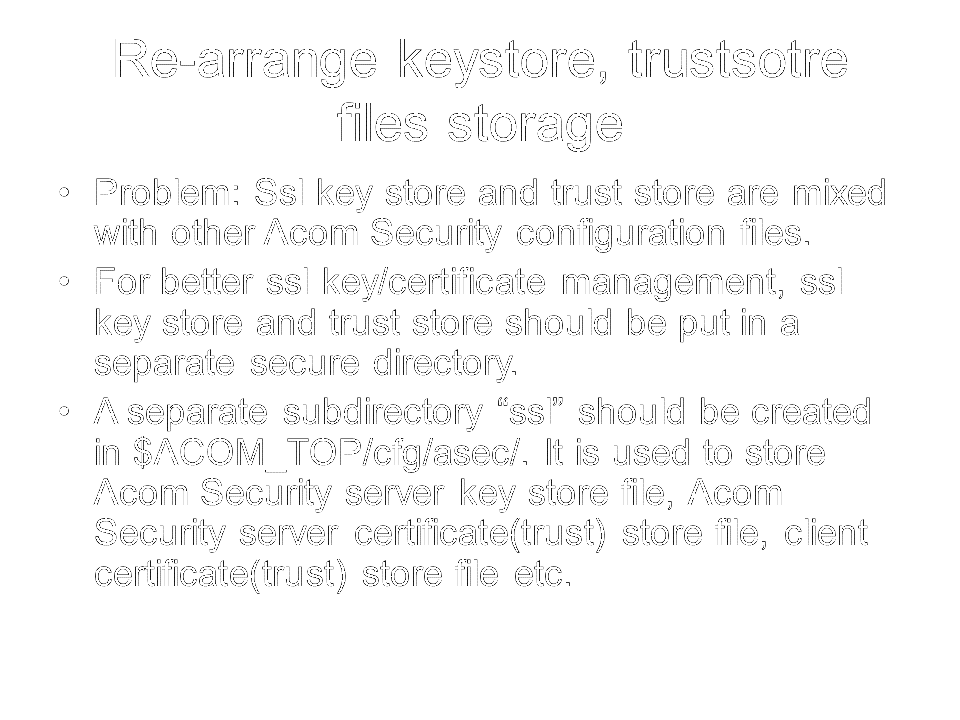 Re-arrange keystore, trustsotre
files storage
• Problem: Ssl key store and trust store are mixed
with other Acom Security configuration files.
• For better ssl key/certificate management, ssl
key store and trust store should be put in a
separate secure directory.
• A separate subdirectory “ssl” should be created
in $ACOM_TOP/cfg/asec/. It is used to store
Acom Security server key store file, Acom
Security server certificate(trust) store file, client
certificate(trust) store file etc.